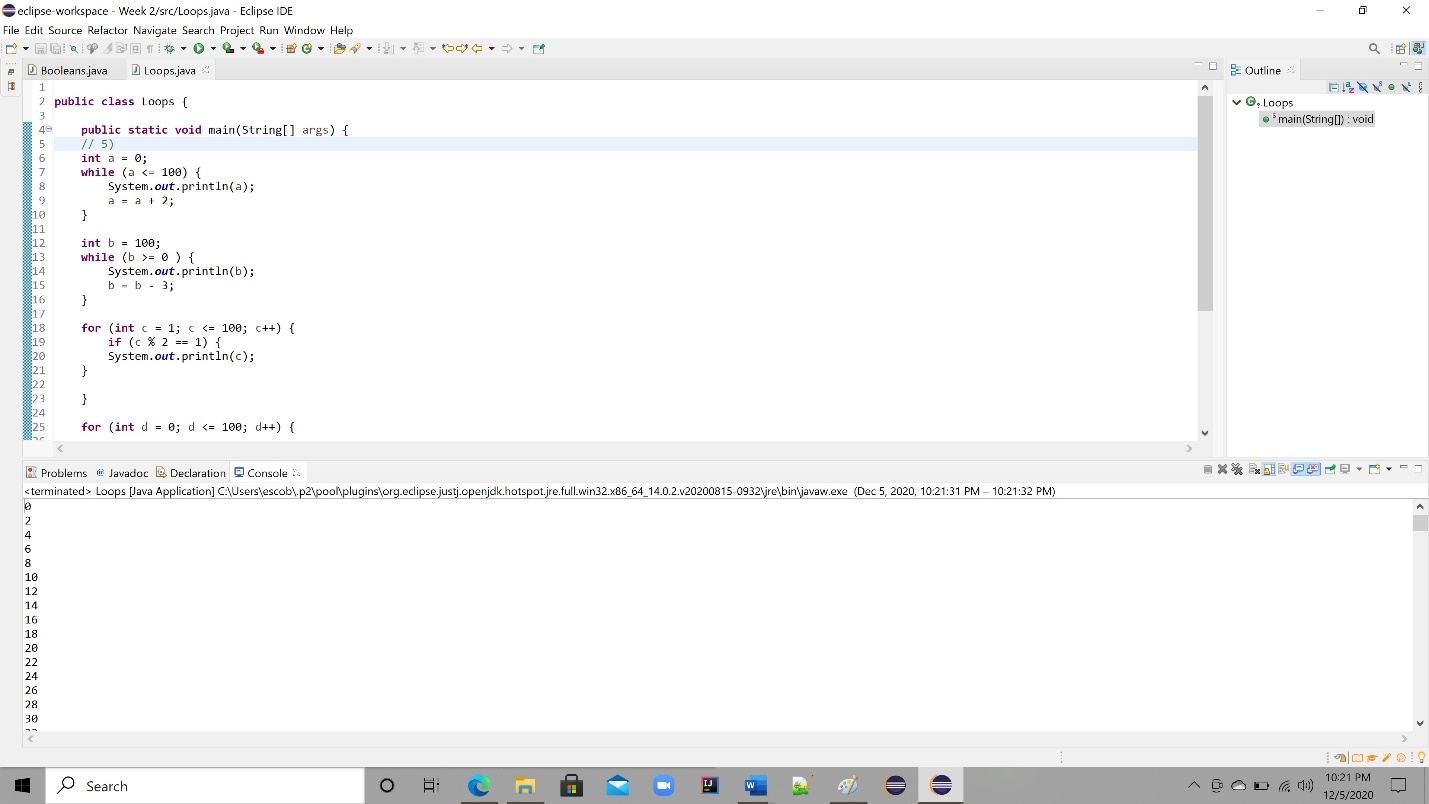 eclipse-workspace - Week 2/src/Loops.java - Eclipse IDE
File Edit Source Refactor Navigate Search Project Run Window Help
Booleans.java Loops.java
1
2 public class Loops {
3
4 public static void main(String[] args) {
5 // 5)
6 int a = 0;
7 while (a <= 100) {
8 System.out.println(a);
9 a = a + 2;
10 }
11
12 int b = 100;
13 while (b >= 0 ) {
14 System.out.println(b);
15 b = b - 3;
16 }
17
18 for (int c = 1; c <= 100; c++) {
19 if (c % 2 == 1) {
20 System.out.println(c);
21 }
22
23 }
24
25 for (int d = 0; d <= 100; d++) {
Outline
Loops
main(String[]) : void
Problems Javadoc Declaration Console
<terminated> Loops [Java Application] C:\Users\escob\.p2\pool\plugins\org.eclipse.justj.openjdk.hotspot.jre.full.win32.x86_64_14.0.2.v20200815-0932\jre\bin\javaw.exe (Dec 5, 2020, 10:21:31 PM – 10:21:32 PM)
0
2
4
6
8
10
12
14
16
18
20
22
24
26
28
30
Search
10:21 PM
12/5/2020